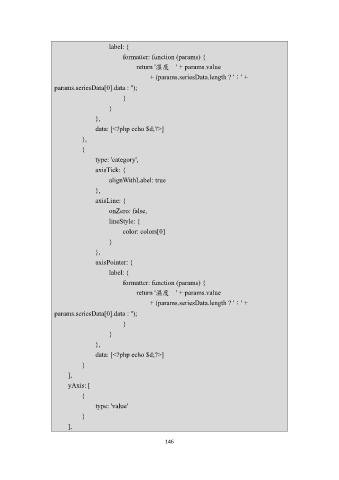 label: {
formatter: function (params) {
return '濕度　' + params.value
+ (params.seriesData.length ? '：' +
params.seriesData[0].data : '');
}
}
},
data: [<?php echo $d;?>]
},
{
type: 'category',
axisTick: {
alignWithLabel: true
},
axisLine: {
onZero: false,
lineStyle: {
color: colors[0]
}
},
axisPointer: {
label: {
formatter: function (params) {
return '溫度　' + params.value
+ (params.seriesData.length ? '：' +
params.seriesData[0].data : '');
}
}
},
data: [<?php echo $d;?>]
}
],
yAxis: [
{
type: 'value'
}
],
146